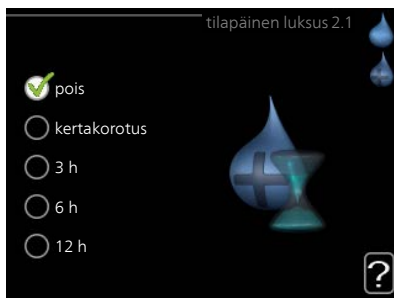 tilapäinen luksus 2.1
pois
kertakorotus
3 h
6 h
12 h
?